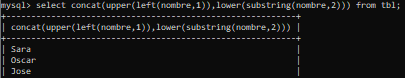 mysql> select concat(upper(left(nombre,1)),lower(substring(nombre,2))) from tbl;
+----------------------------------------------------------+
| concat(upper(left(nombre,1)),lower(substring(nombre,2))) |
+----------------------------------------------------------+
| Sara |
| Oscar |
| Jose |